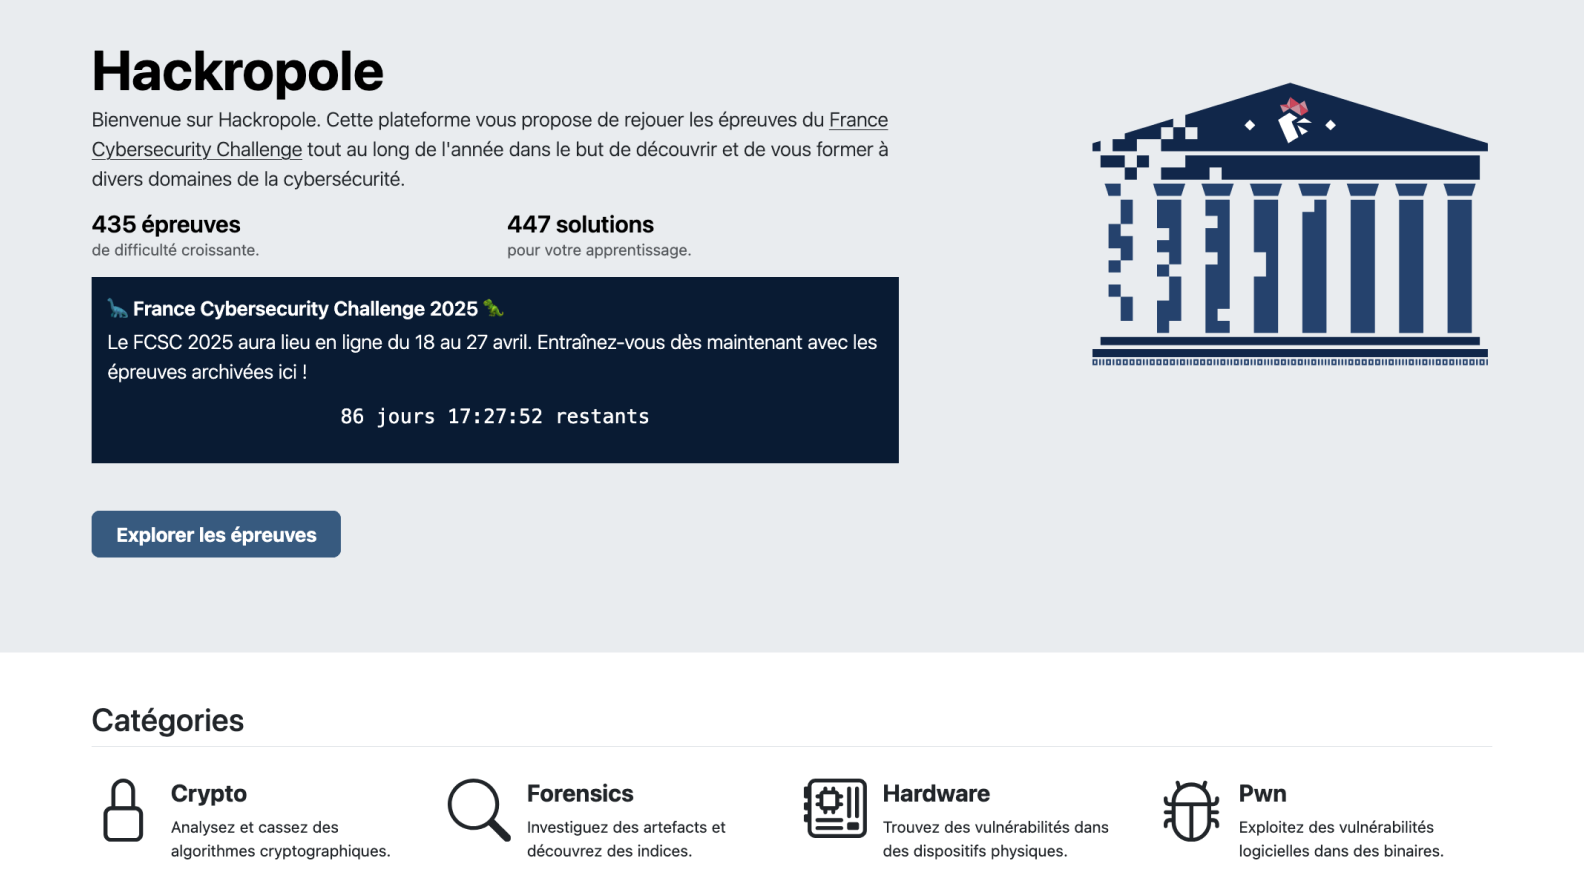 Hackropole
Bienvenue sur Hackropole. Cette plateforme vous propose de rejouer les épreuves du France
Cybersecurity Challenge tout au long de l'année dans le but de découvrir et de vous former à
divers domaines de la cybersécurité.
435 épreuves
de difficulté croissante.
447 solutions
pour votre apprentissage.
🦕 France Cybersecurity Challenge 2025 🦖
Le FCSC 2025 aura lieu en ligne du 18 au 27 avril. Entraînez-vous dès maintenant avec les
épreuves archivées ici !
86 jours 17:27:52 restants
Explorer les épreuves
Catégories
Crypto
Analysez et cassez des
algorithmes cryptographiques.
Forensics
Investiguez des artefacts et
découvrez des indices.
Hardware
Trouvez des vulnérabilités dans
des dispositifs physiques.
Pwn
Exploitez des vulnérabilités
logicielles dans des binaires.